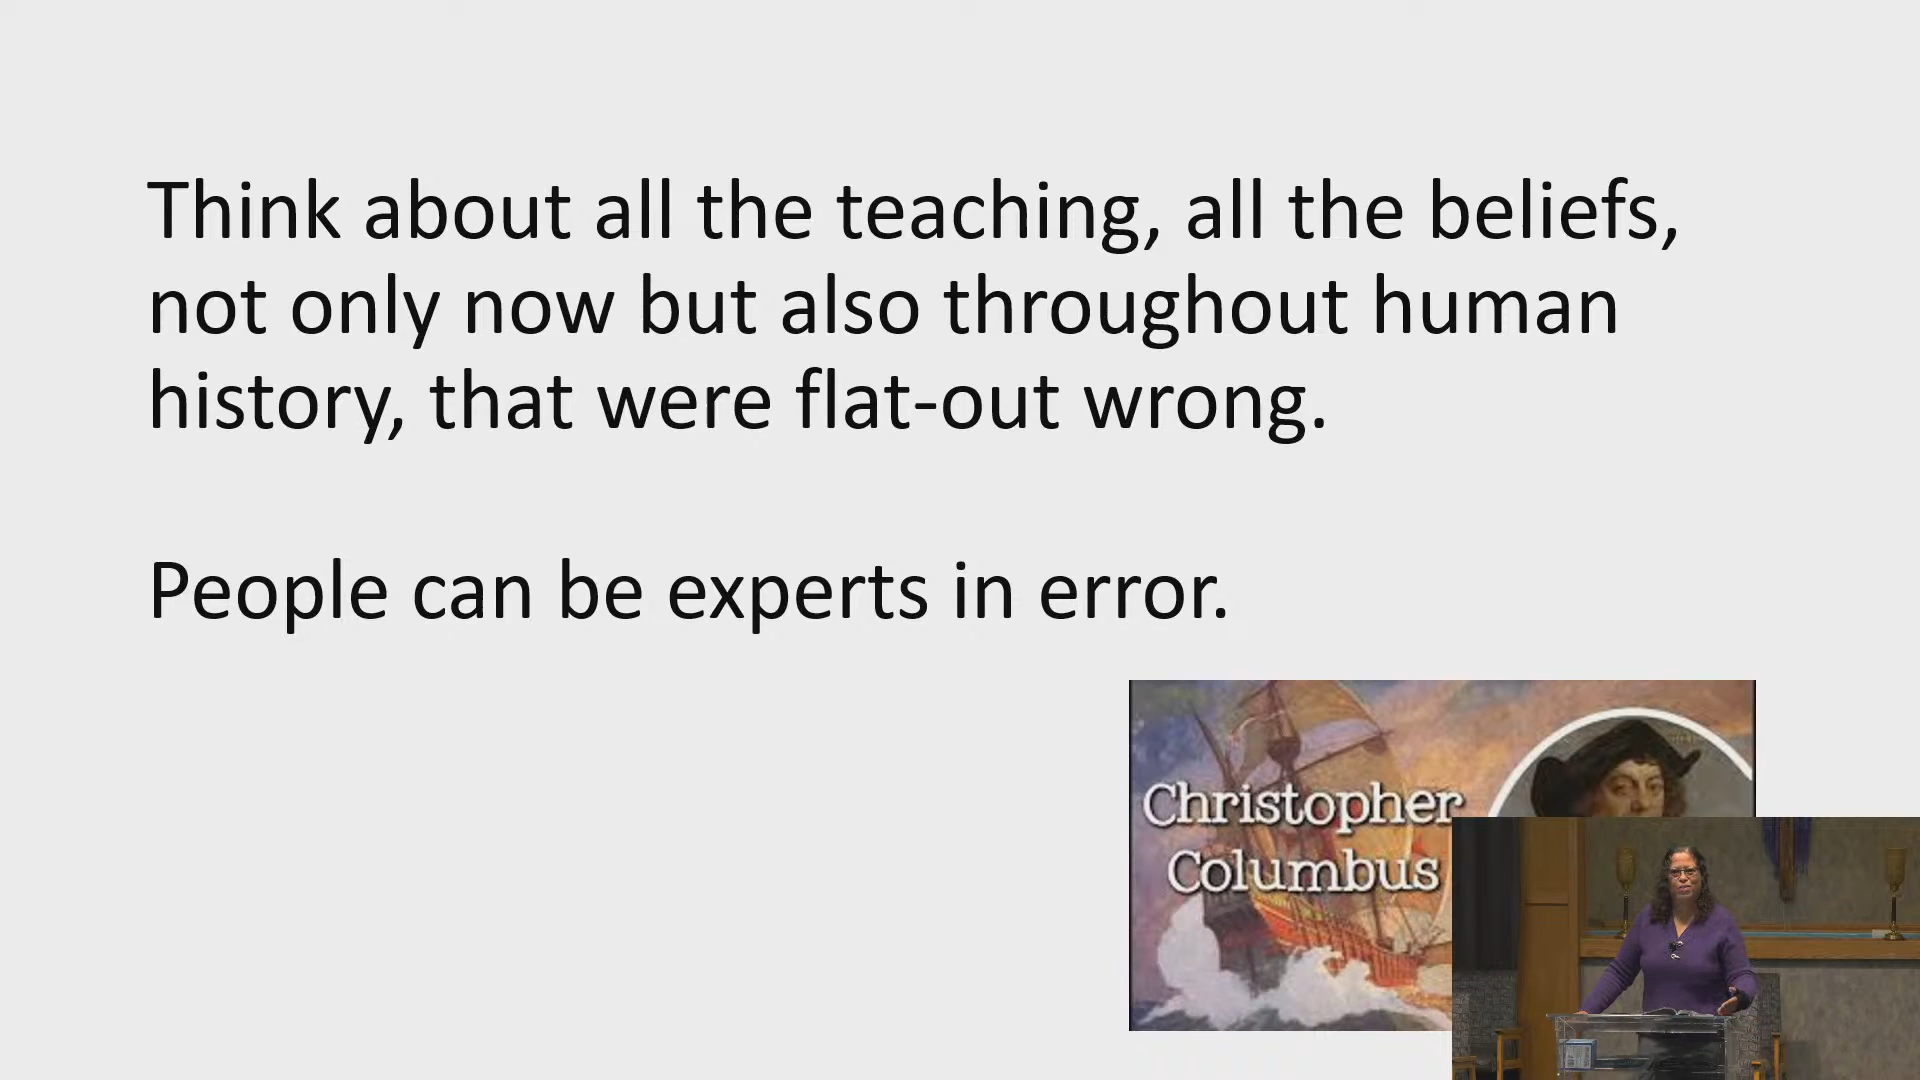 Think about all the teaching, all the beliefs,
not only now but also throughout human
history, that were flat-out wrong.
People can be experts in error.
Christopher
Columbus